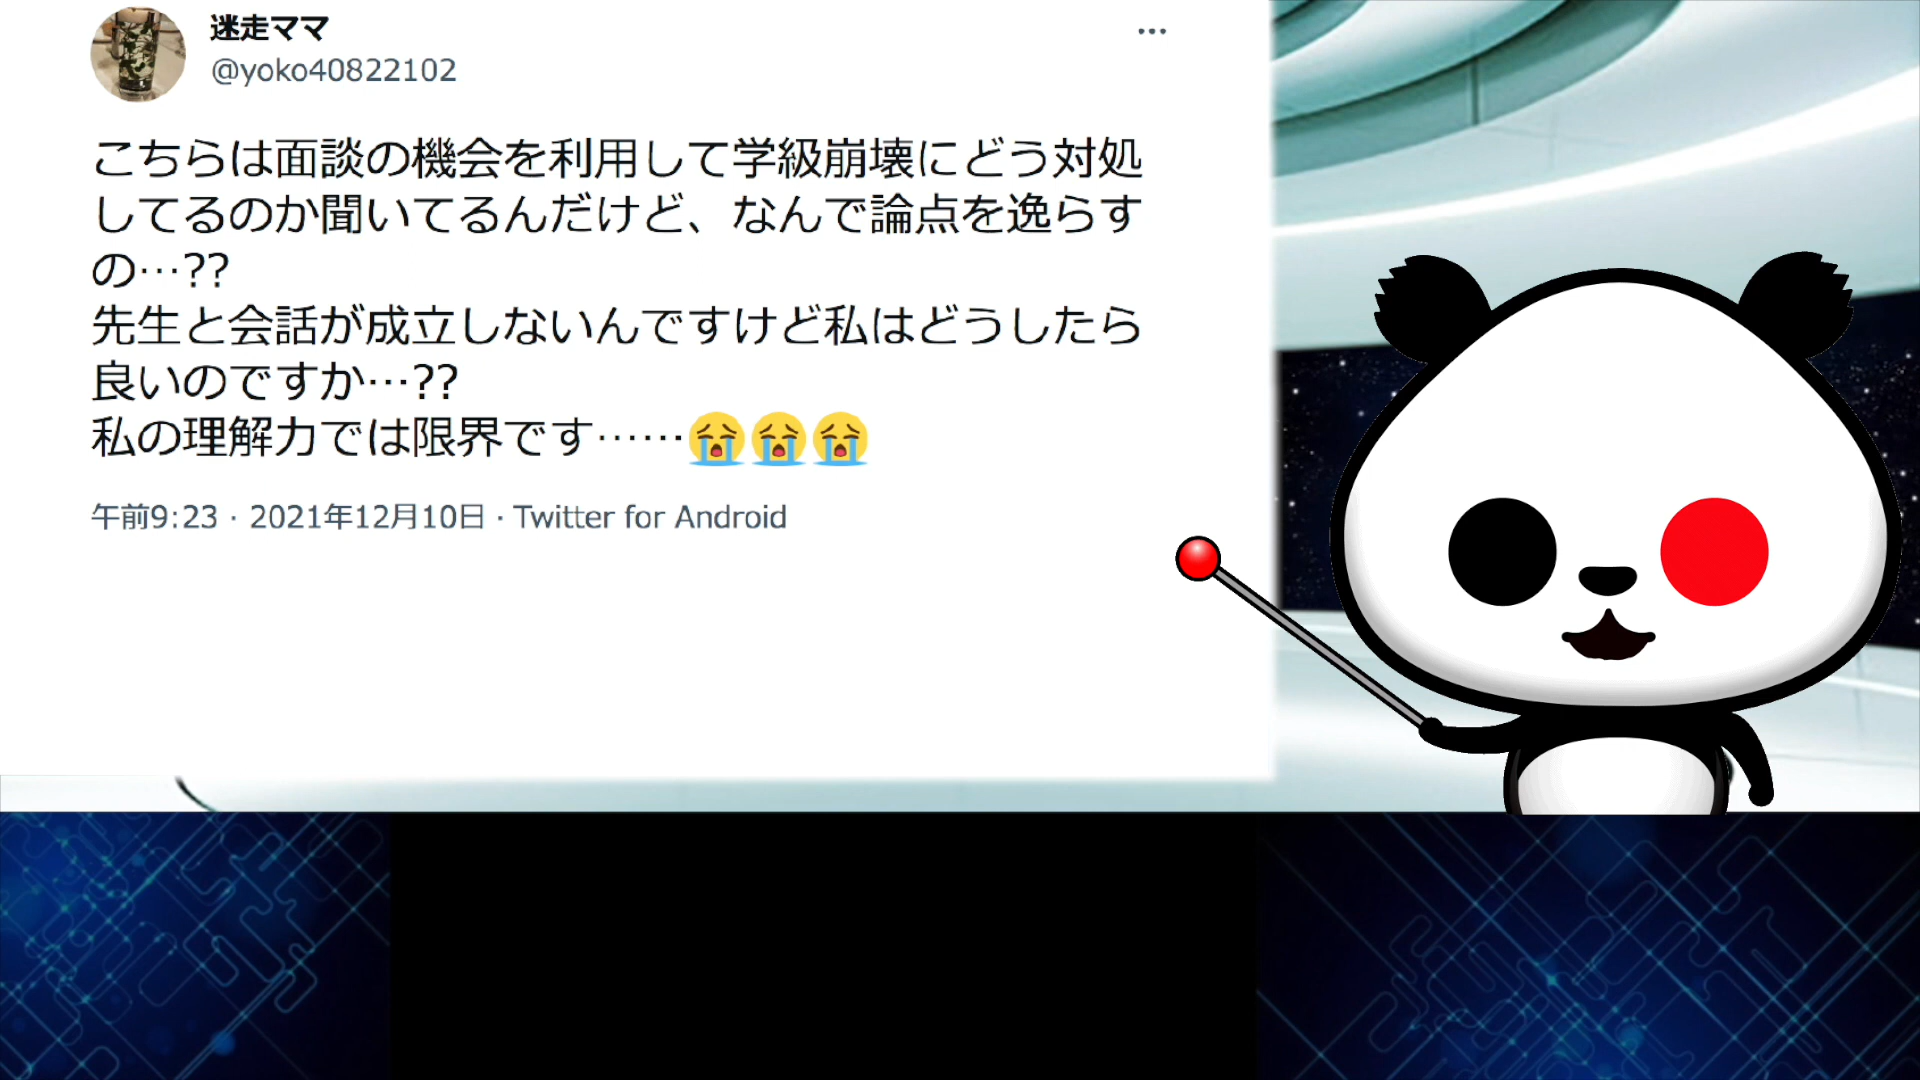 迷走ママ
@yoko40822102
こちらは面談の機会を利用して学級崩壊にどう対処
してるのか聞いてるんだけど、なんで論点を逸らす
の…??
先生と会話が成立しないんですけど私はどうしたら
良いのですか…??
私の理解力では限界です……😭😭😭
午前9:23 · 2021年12月10日 · Twitter for Android